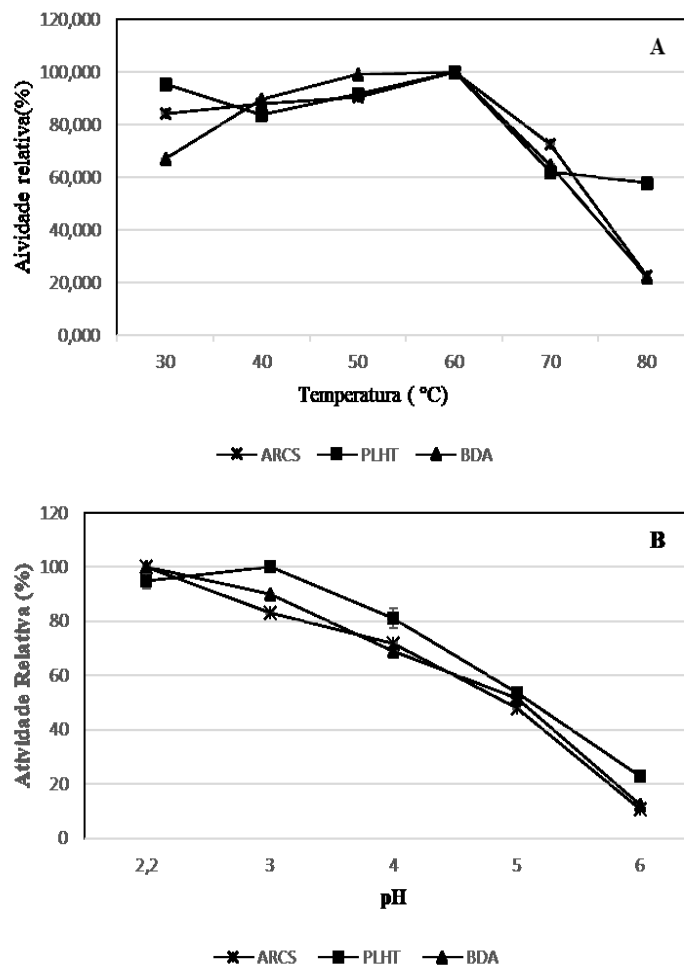 120,000
A
100,000
80,000
60,000
40,000
20,000
0,000
Aividade relativa(%)
30 40 50 60 70 80
Temperatura ( °C)
ARCS PLHT BDA
120
B
100
80
60
40
20
0
Atividade Relativa (%)
2,2 3 4 5 6
pH
ARCS PLHT BDA